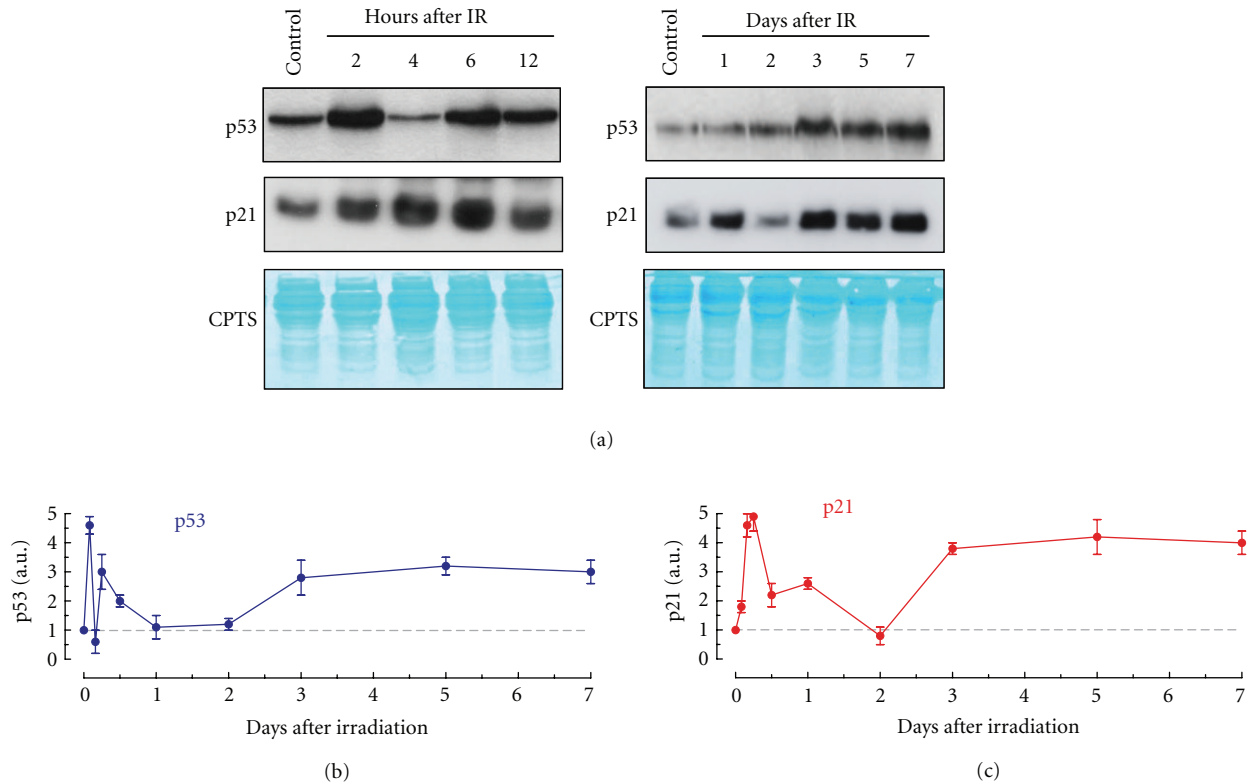 Control
Hours after IR
2 4 6 12
p53
p21
CPTS
Control
Days after IR
1 2 3 5 7
p53
p21
CPTS
(a)
p53 (a.u.)
5
4
3
2
1
0
p53
0 1 2 3 4 5 6 7
Days after irradiation
(b)
p21 (a.u.)
5
4
3
2
1
0
p21
0 1 2 3 4 5 6 7
Days after irradiation
(c)